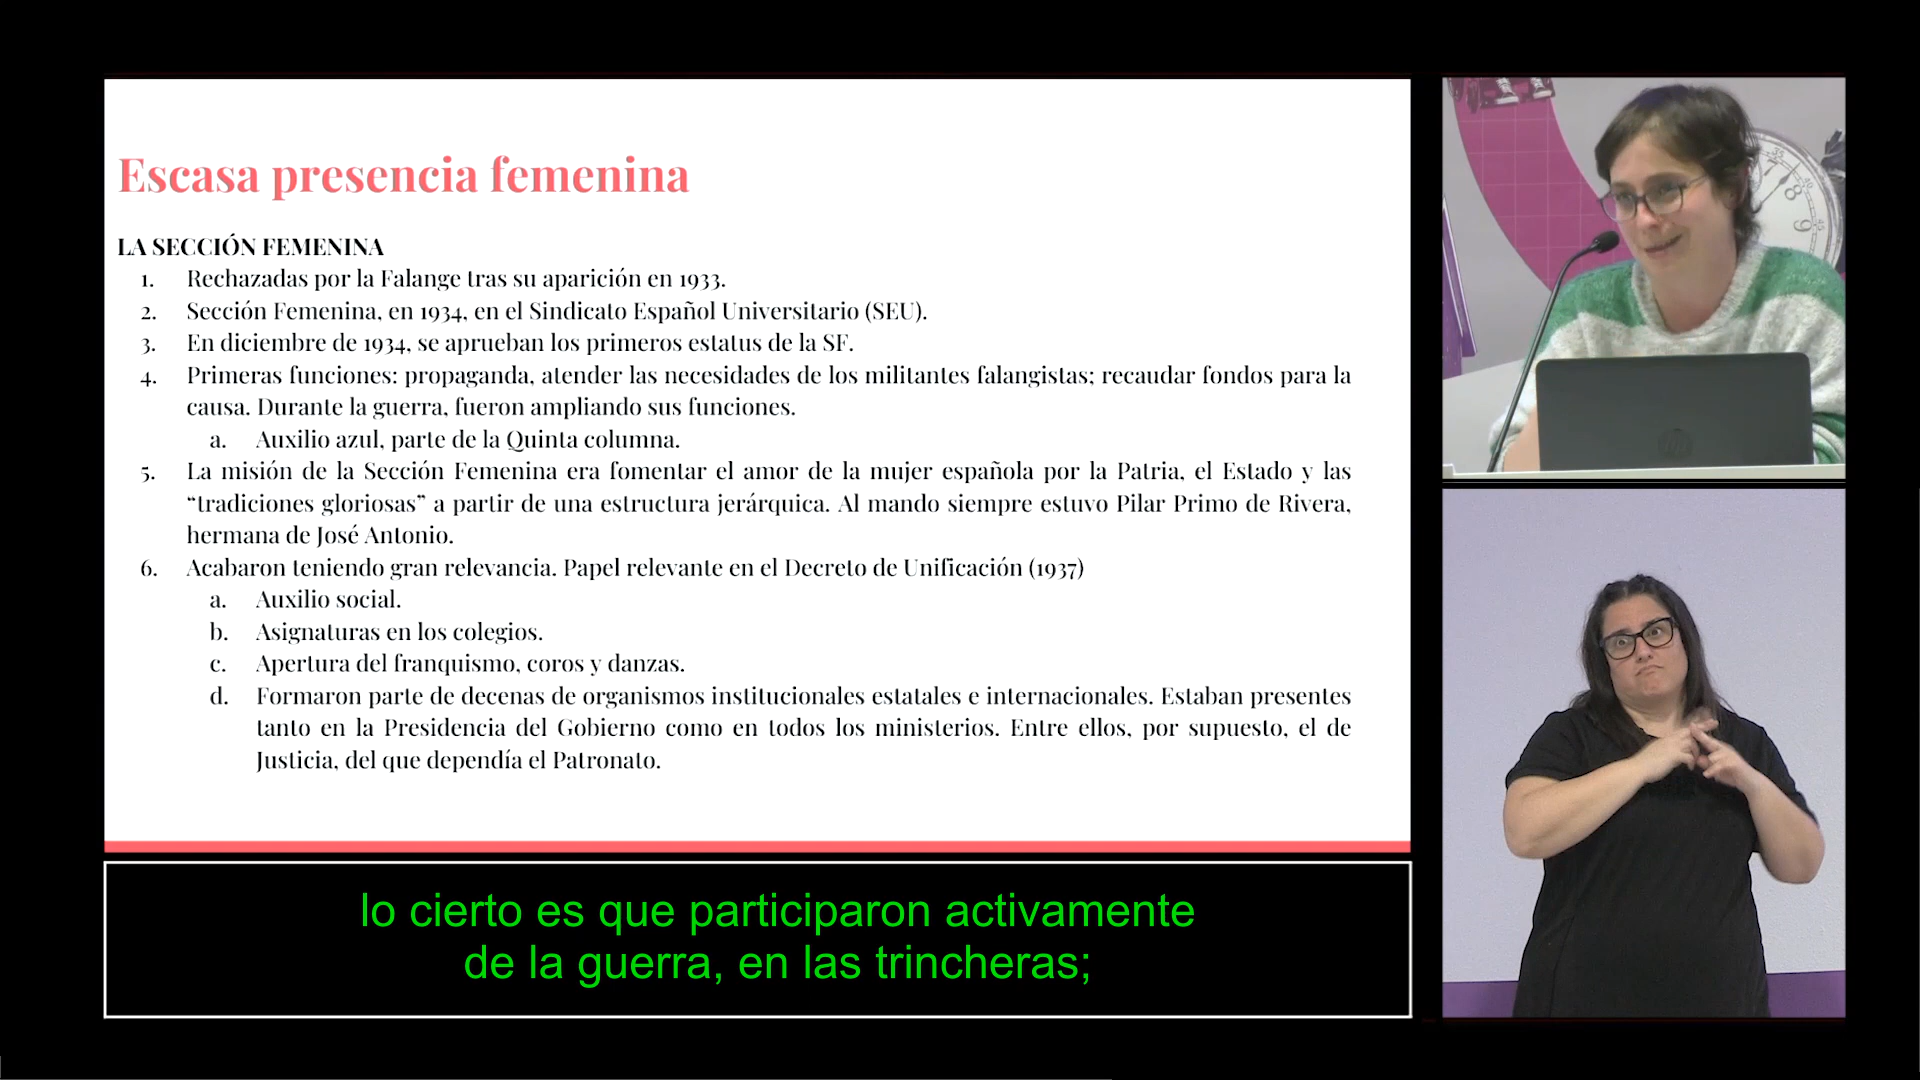 Escasa presencia femenina
LA SECCIÓN FEMENINA
1. Rechazadas por la Falange tras su aparición en 1933.
2. Sección Femenina, en 1934, en el Sindicato Español Universitario (SEU).
3. En diciembre de 1934, se aprueban los primeros estatus de la SF.
4. Primeras funciones: propaganda, atender las necesidades de los militantes falangistas; recaudar fondos para la
causa. Durante la guerra, fueron ampliando sus funciones.
a. Auxilio azul, parte de la Quinta columna.
5. La misión de la Sección Femenina era fomentar el amor de la mujer española por la Patria, el Estado y las
“tradiciones gloriosas” a partir de una estructura jerárquica. Al mando siempre estuvo Pilar Primo de Rivera,
hermana de José Antonio.
6. Acabaron teniendo gran relevancia. Papel relevante en el Decreto de Unificación (1937)
a. Auxilio social.
b. Asignaturas en los colegios.
c. Apertura del franquismo, coros y danzas.
d. Formaron parte de decenas de organismos institucionales estatales e internacionales. Estaban presentes
tanto en la Presidencia del Gobierno como en todos los ministerios. Entre ellos, por supuesto, el de
Justicia, del que dependía el Patronato.
lo cierto es que participaron activamente
de la guerra, en las trincheras;